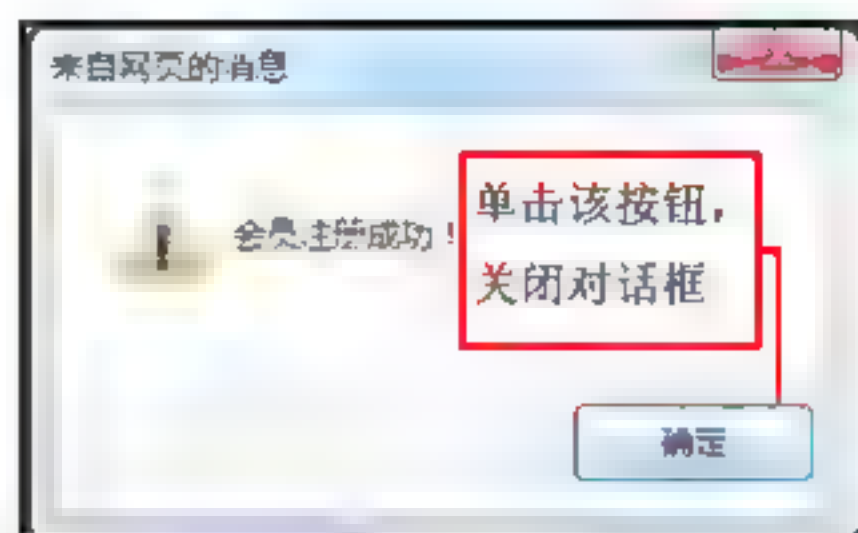 来自网页的消息
会员注册成功！
单击该按钮，
关闭对话框
确定